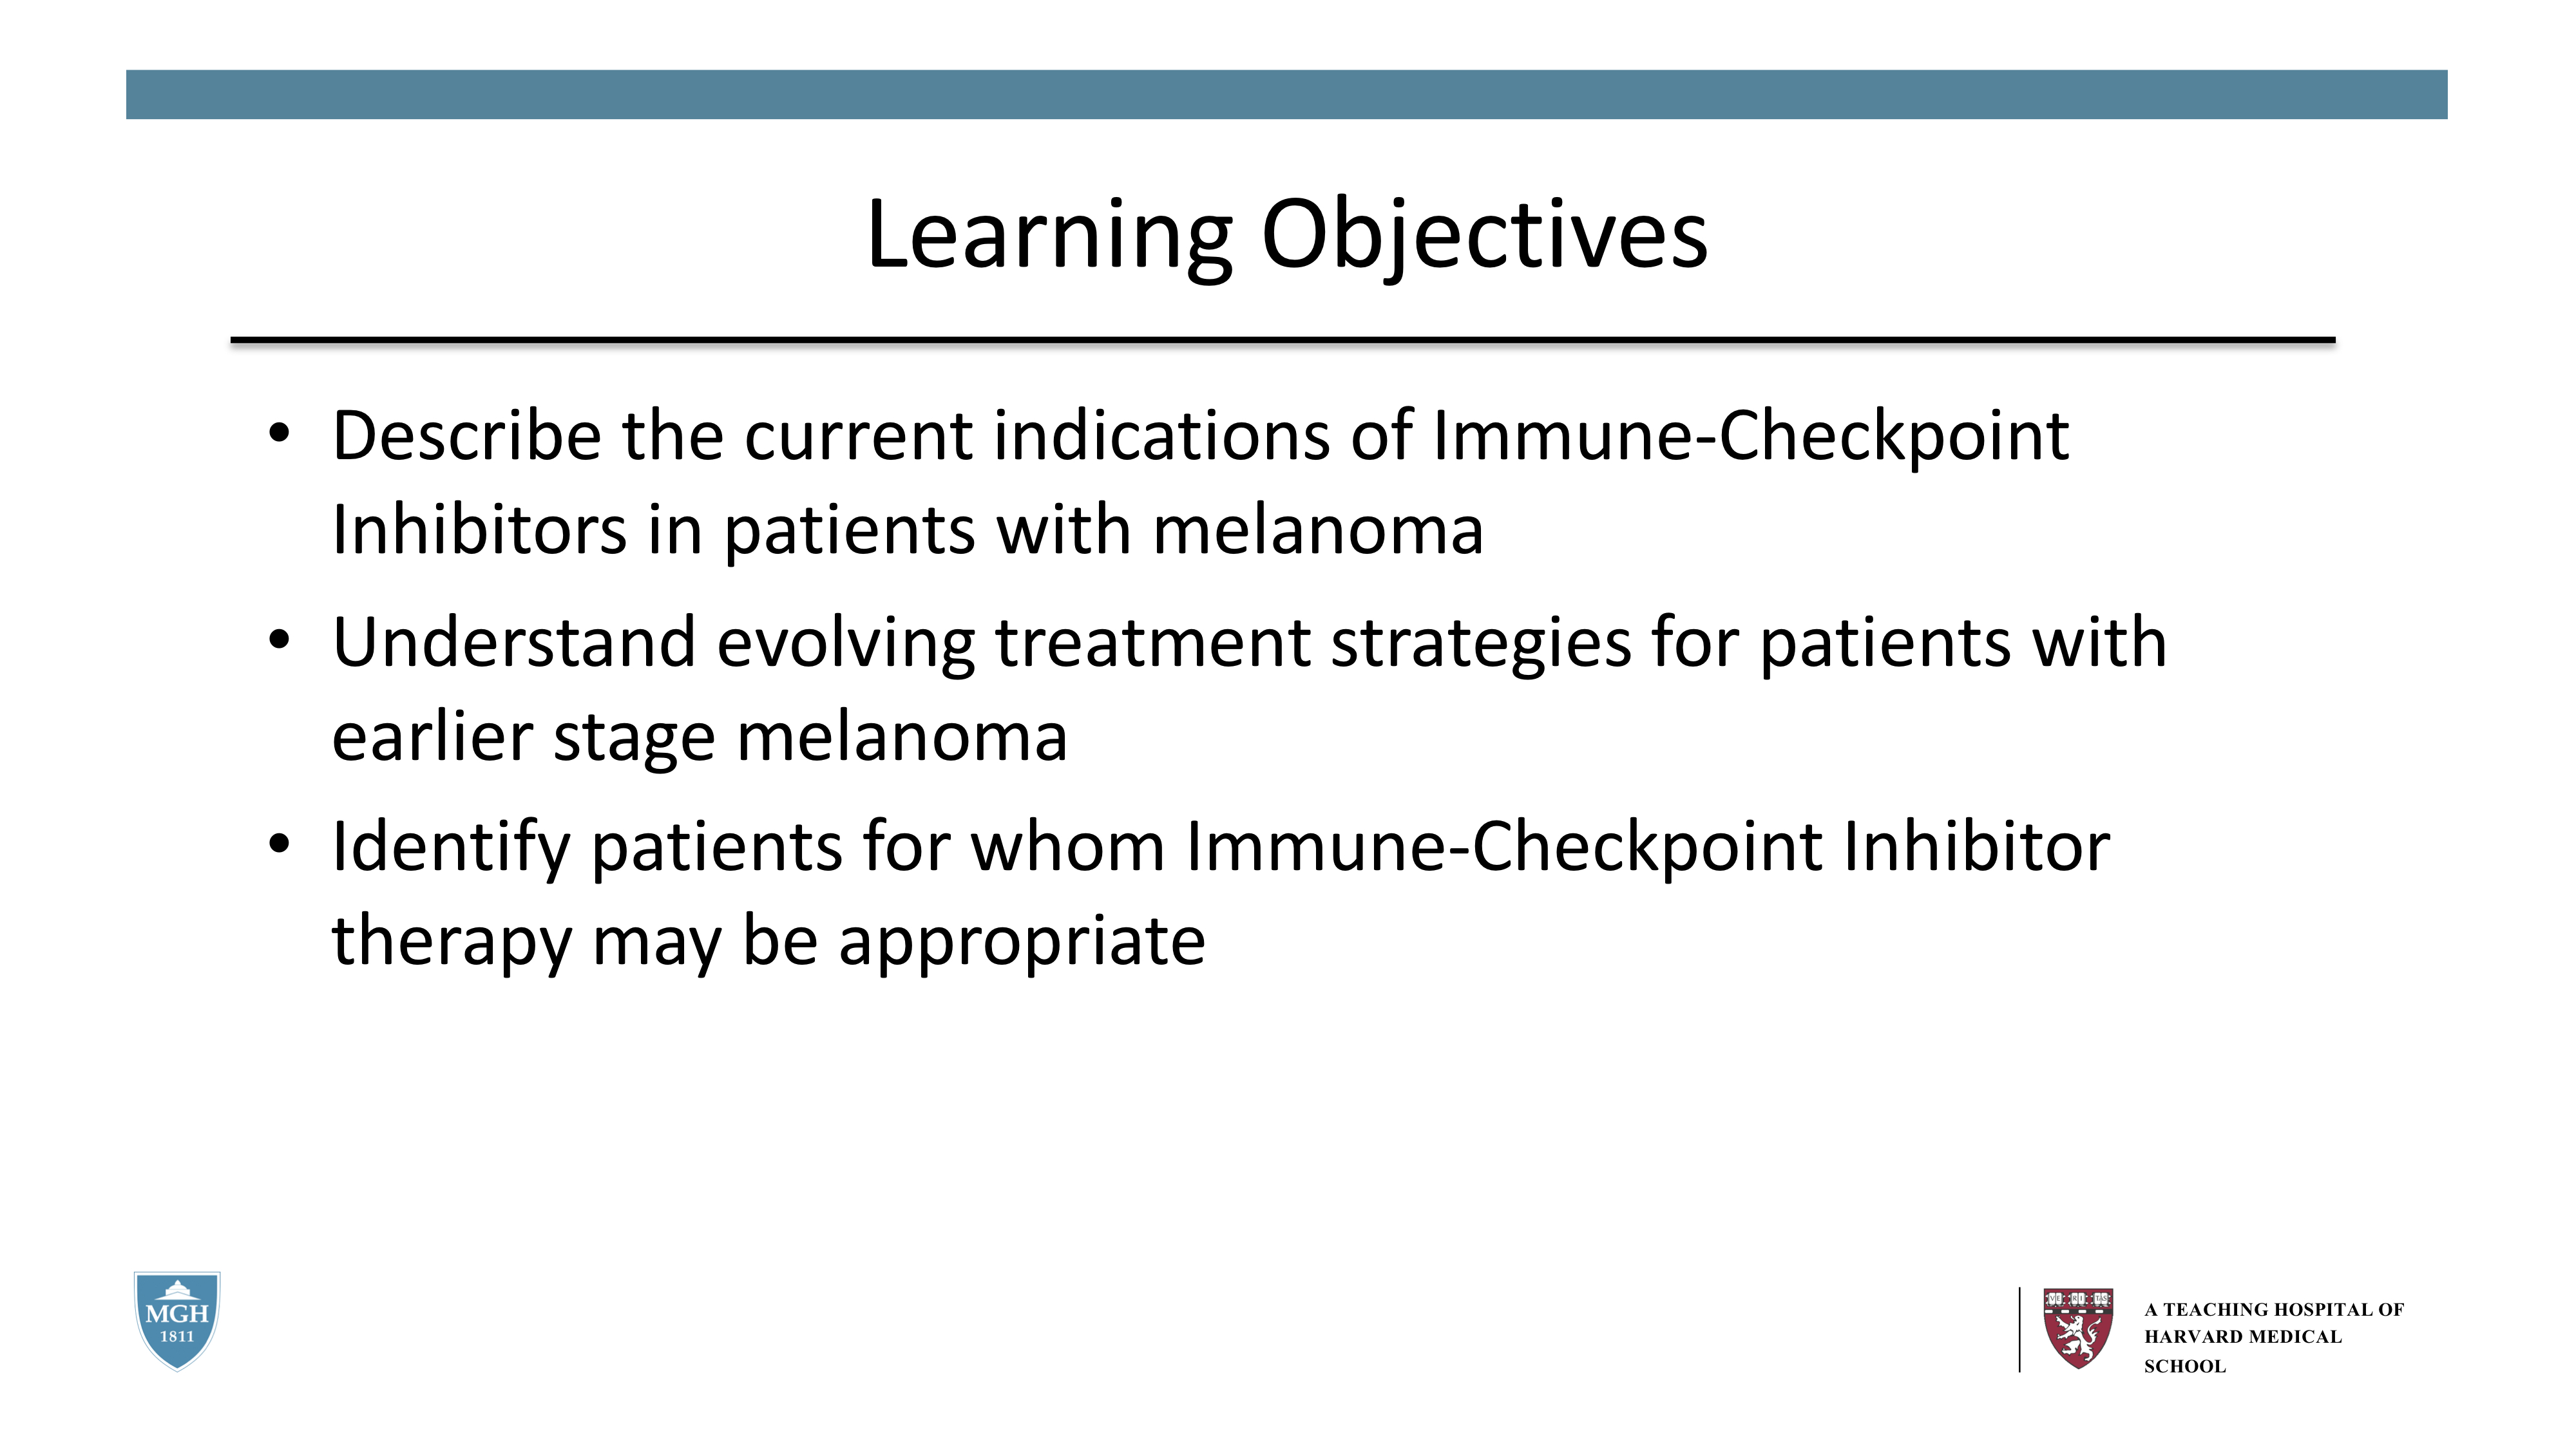 Learning Objectives
• Describe the current indications of Immune-Checkpoint
Inhibitors in patients with melanoma
• Understand evolving treatment strategies for patients with
earlier stage melanoma
• Identify patients for whom Immune-Checkpoint Inhibitor
therapy may be appropriate
MGH
1811
VE RI TAS
A TEACHING HOSPITAL OF
HARVARD MEDICAL
SCHOOL